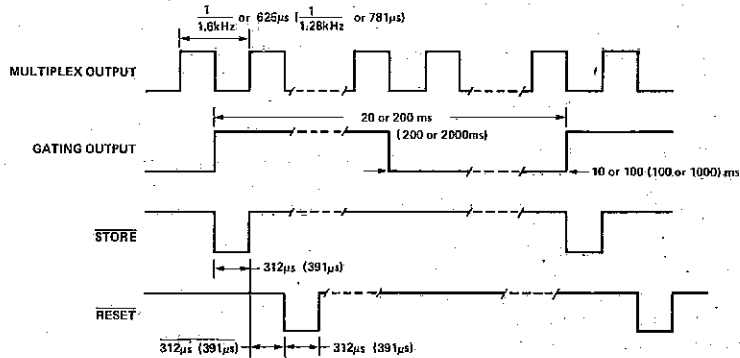 1/1.6kHz or 625µs [1/1.28kHz or 781µs]
MULTIPLEX OUTPUT
20 or 200 ms
(200 or 2000ms)
GATING OUTPUT
10 or 100 (100 or 1000) ms
STORE
312µs (391µs)
RESET
312µs (391µs)
312µs (391µs)